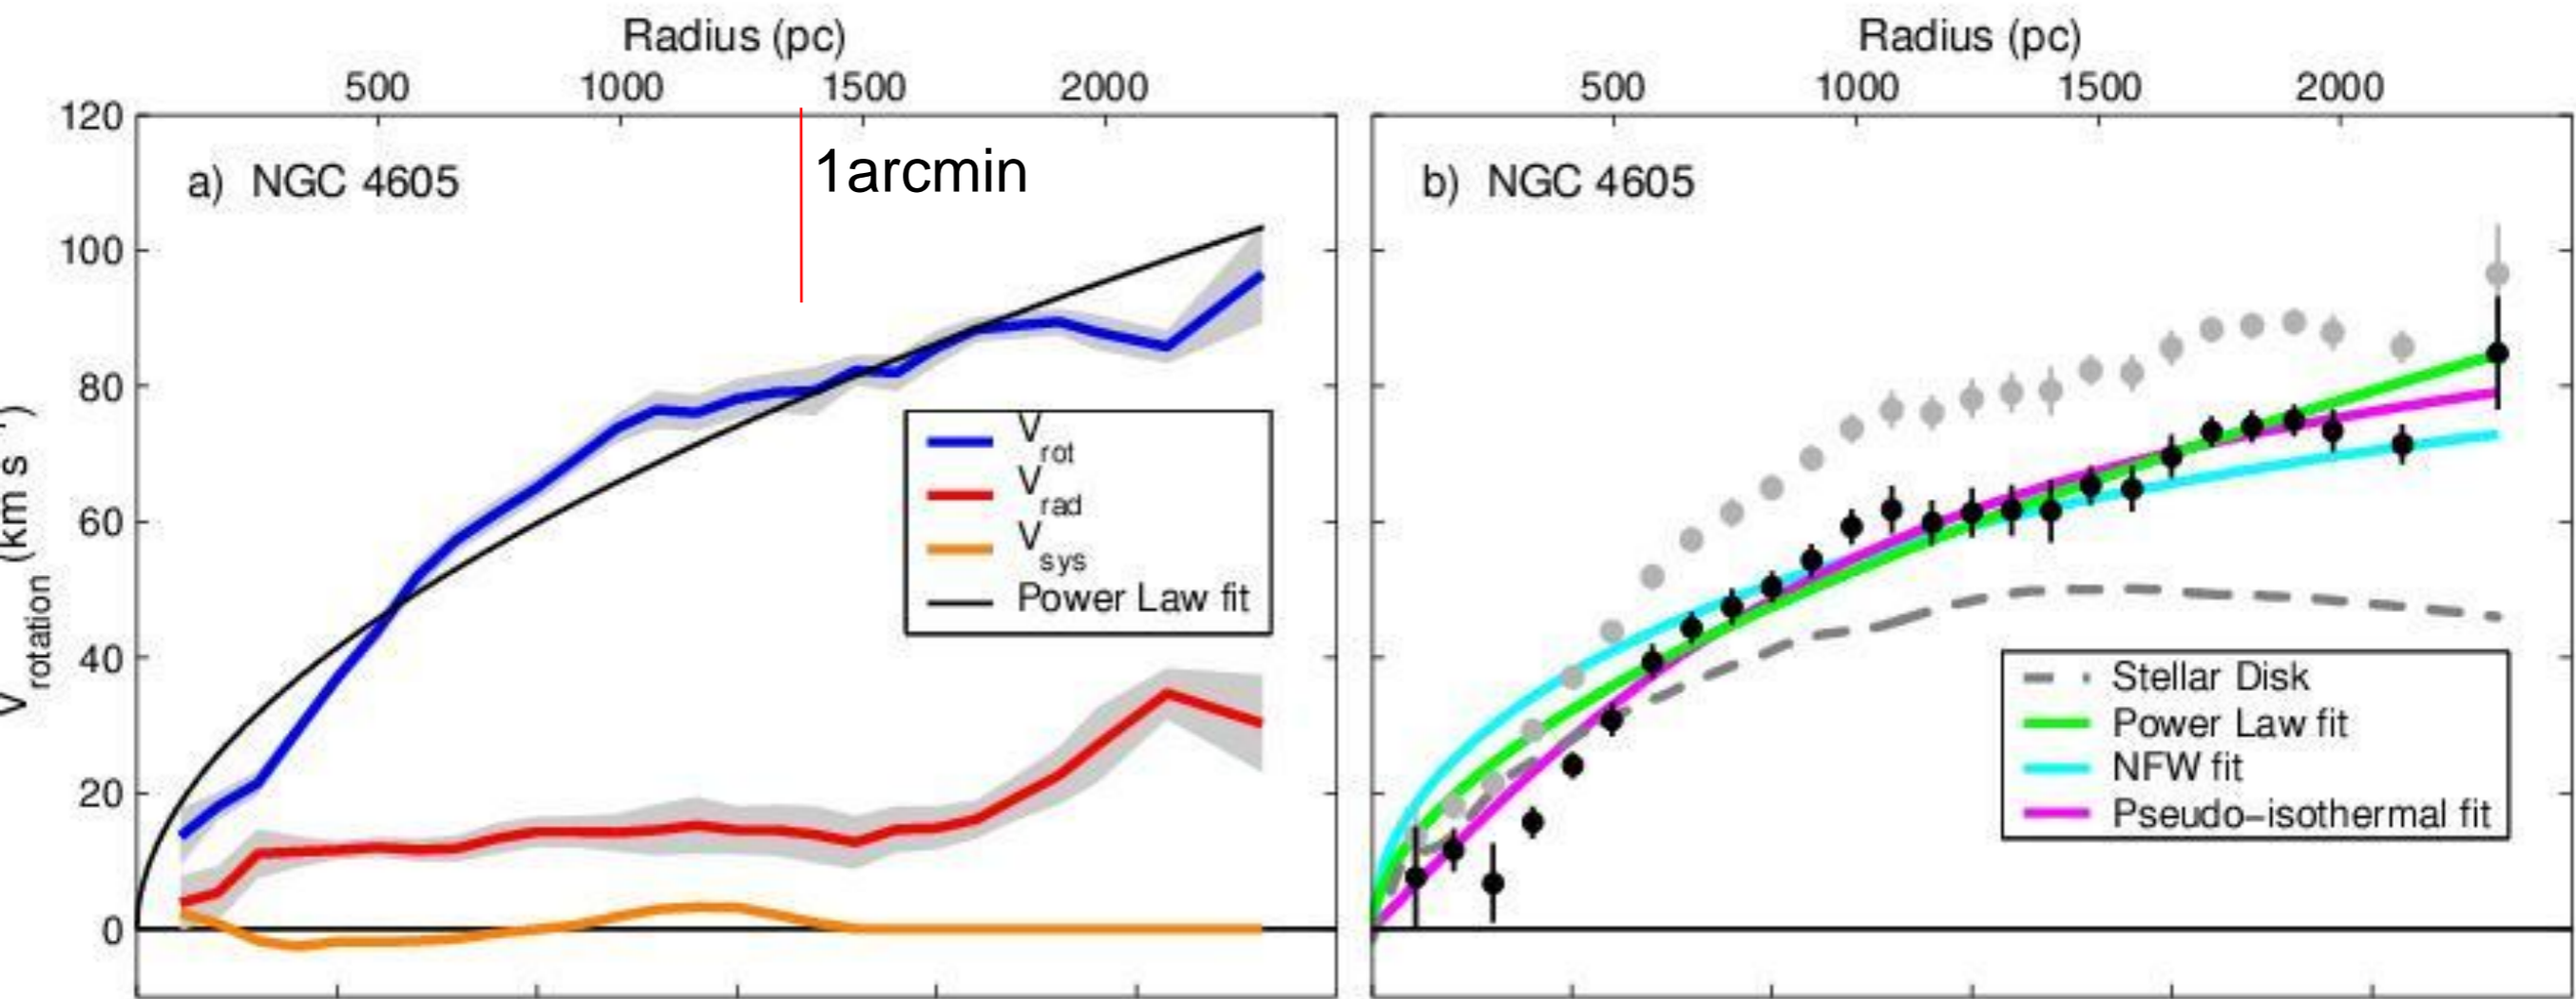 Radius (pc)
500 1000 1500 2000
120
100
80
60
40
20
0
V rotation (km s
a) NGC 4605
1arcmin
V rot
V rad
V sys
Power Law fit
Radius (pc)
500 1000 1500 2000
b) NGC 4605
Stellar Disk
Power Law fit
NFW fit
Pseudo-isothermal fit